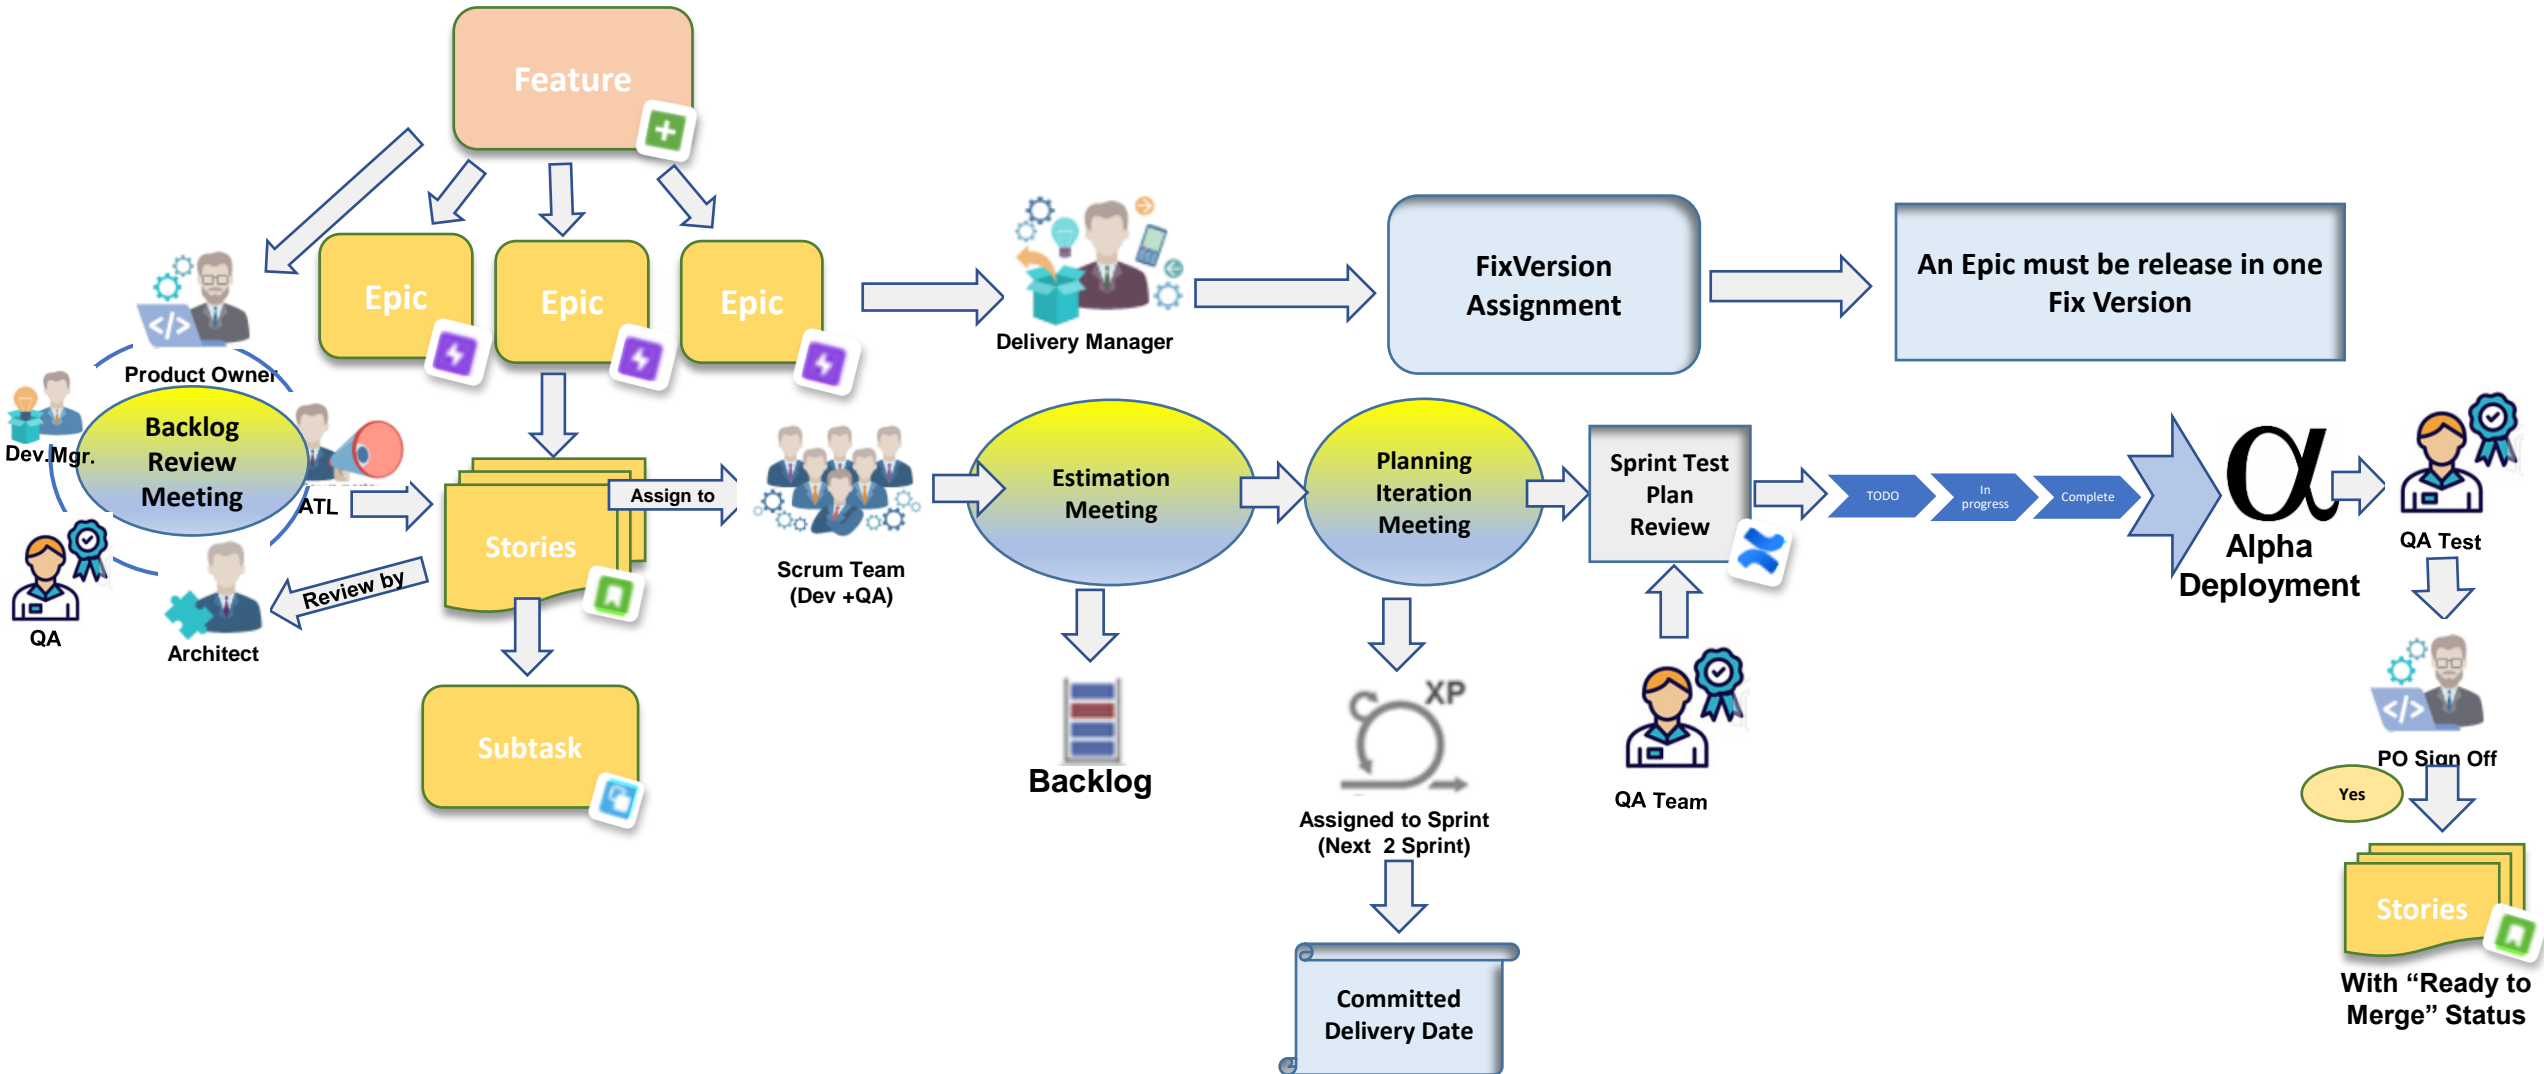 Feature
Epic
Epic
Epic
Delivery Manager
FixVersion
Assignment
An Epic must be release in one
Fix Version
Product Owner
Dev.Mgr.
Backlog
Review
Meeting
ATL
QA
Architect
Review by
Stories
Assign to
Subtask
Scrum Team
(Dev +QA)
Estimation
Meeting
Backlog
Planning
Iteration
Meeting
XP
Assigned to Sprint
(Next 2 Sprint)
Committed
Delivery Date
Sprint Test
Plan
Review
QA Team
TODO
In
progress
Complete
α
Alpha
Deployment
QA Test
PO Sign Off
Yes
Stories
With “Ready to
Merge” Status